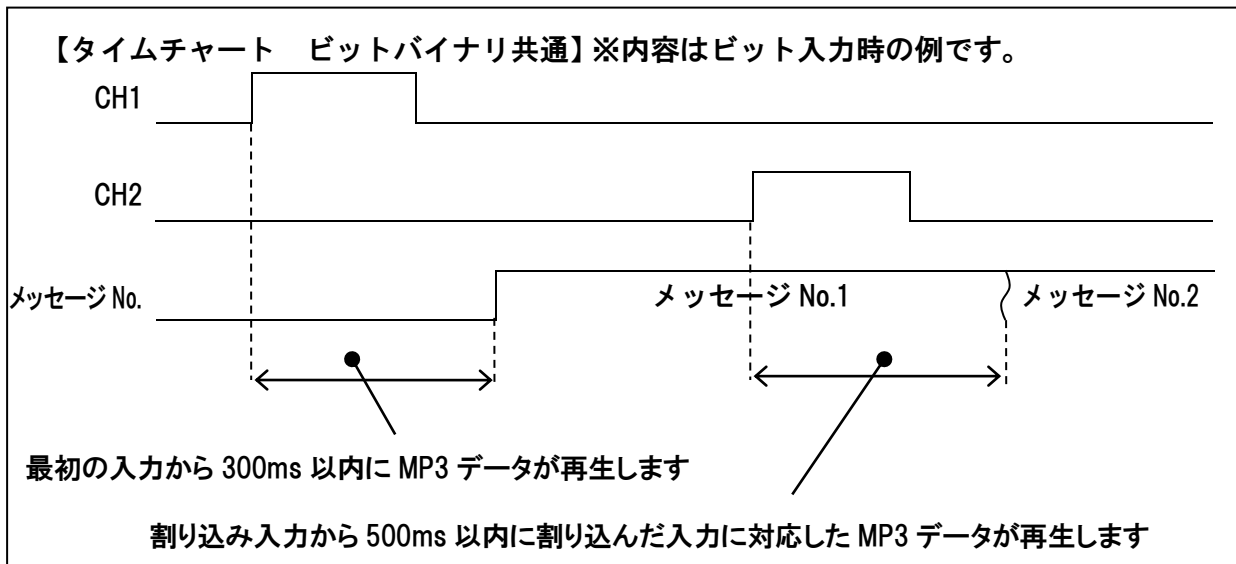 【タイムチャート　ビットバイナリ共通】※内容はビット入力時の例です。
CH1
CH2
メッセージ No.
メッセージ No.1
メッセージ No.2
最初の入力から 300ms 以内に MP3 データが再生します
割り込み入力から 500ms 以内に割り込んだ入力に対応した MP3 データが再生します